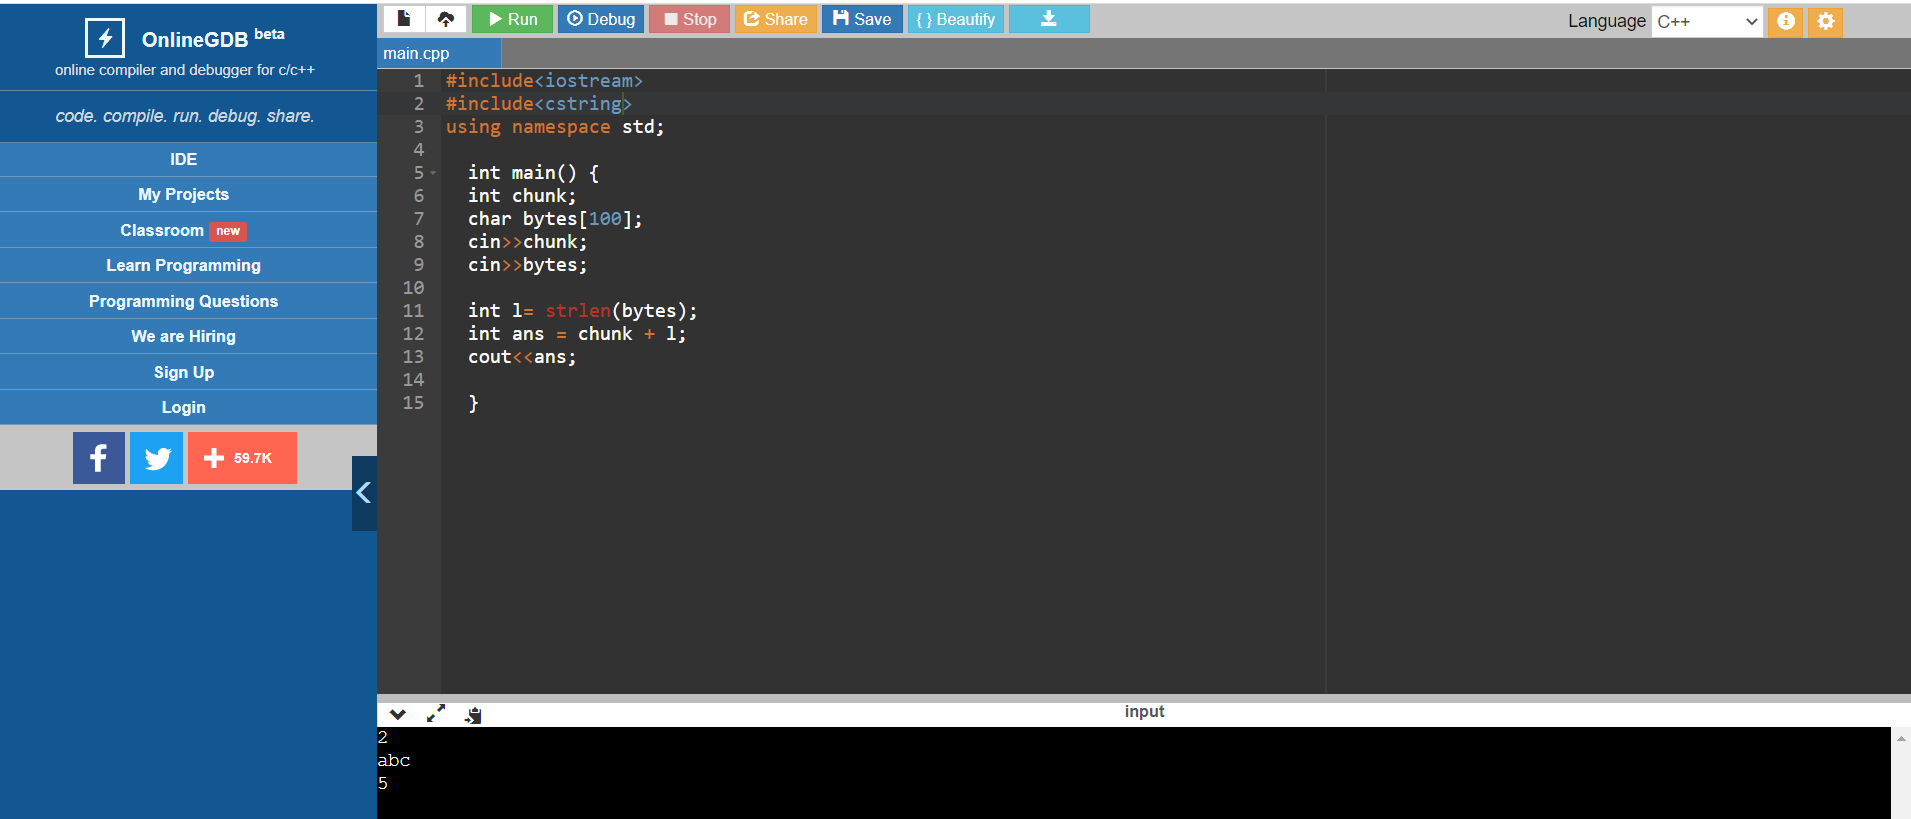 OnlineGDB beta
online compiler and debugger for c/c++
code. compile. run. debug. share.
IDE
My Projects
Classroom new
Learn Programming
Programming Questions
We are Hiring
Sign Up
Login
59.7K
Run Debug Stop Share Save { } Beautify
Language C++
main.cpp
1 #include<iostream>
2 #include<cstring>
3 using namespace std;
4
5 int main() {
6 int chunk;
7 char bytes[100];
8 cin>>chunk;
9 cin>>bytes;
10
11 int l= strlen(bytes);
12 int ans = chunk + l;
13 cout<<ans;
14
15 }
input
2
abc
5